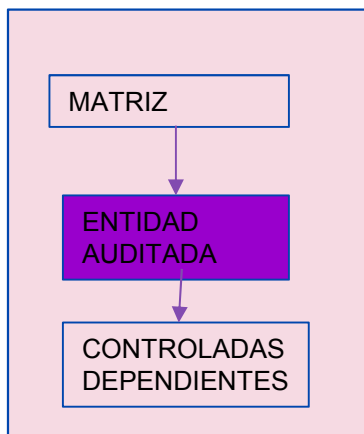 MATRIZ
ENTIDAD
AUDITADA
CONTROLADAS
DEPENDIENTES